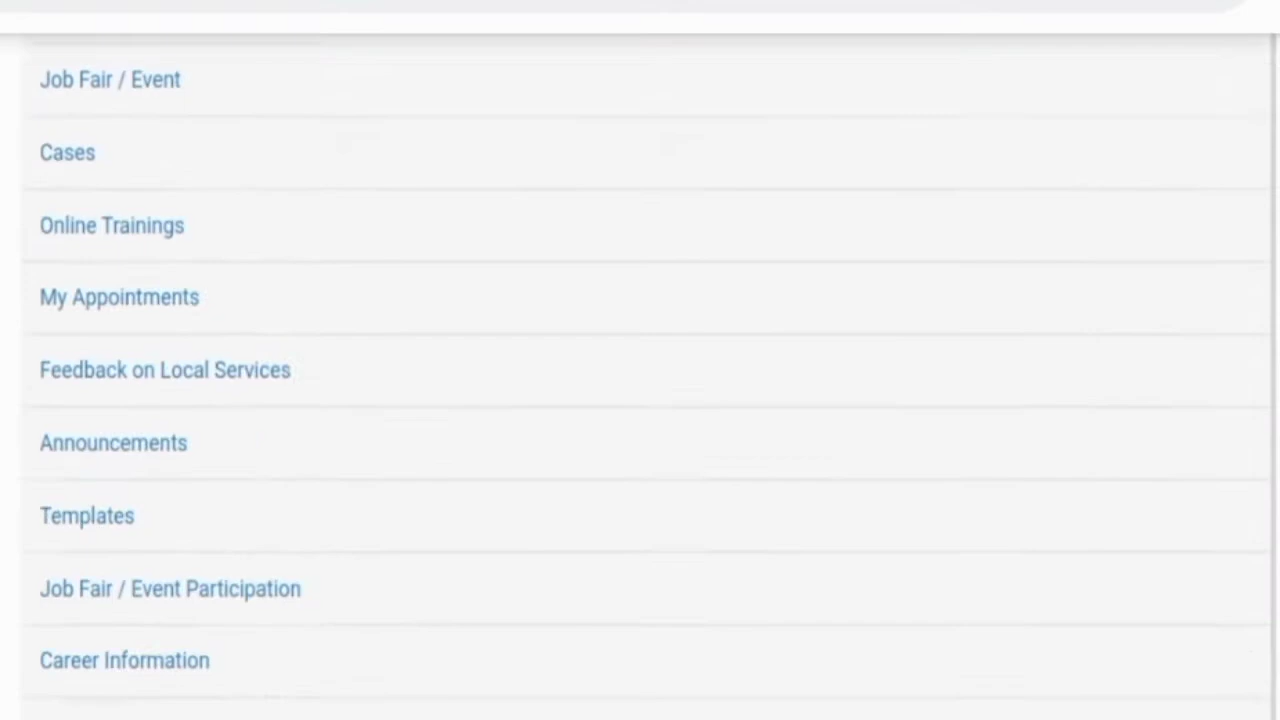 Job Fair / Event
Cases
Online Trainings
My Appointments
Feedback on Local Services
Announcements
Templates
Job Fair / Event Participation
Career Information